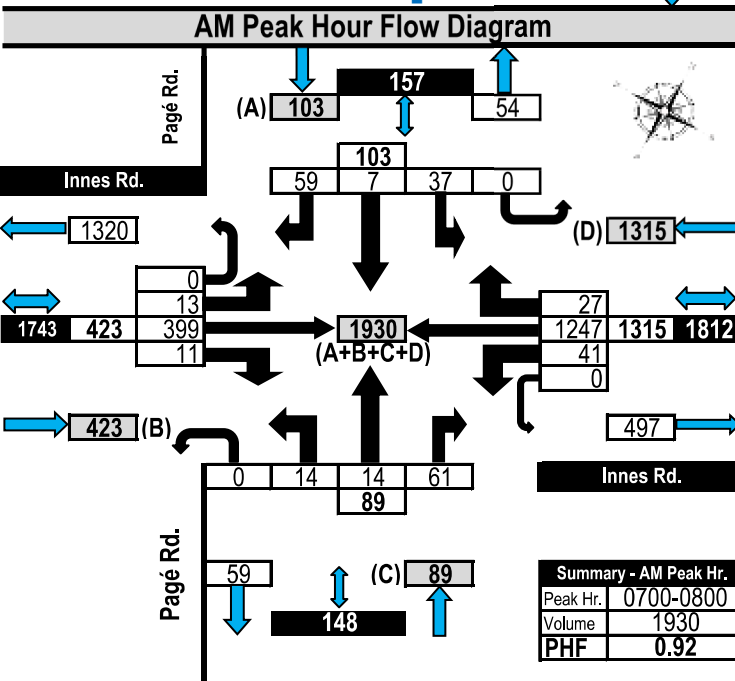 AM Peak Hour Flow Diagram
Pagé Rd.
157
(A) 103
54
103
Innes Rd.
59 7 37 0
1320
(D) 1315
0
13
27
1743 423 399
1930
1247 1315 1812
11
(A+B+C+D)
41
0
423 (B)
497
0 14 14 61
89
Innes Rd.
Pagé Rd.
59
(C) 89
148
Summary - AM Peak Hr.
Peak Hr. 0700-0800
Volume 1930
PHF 0.92